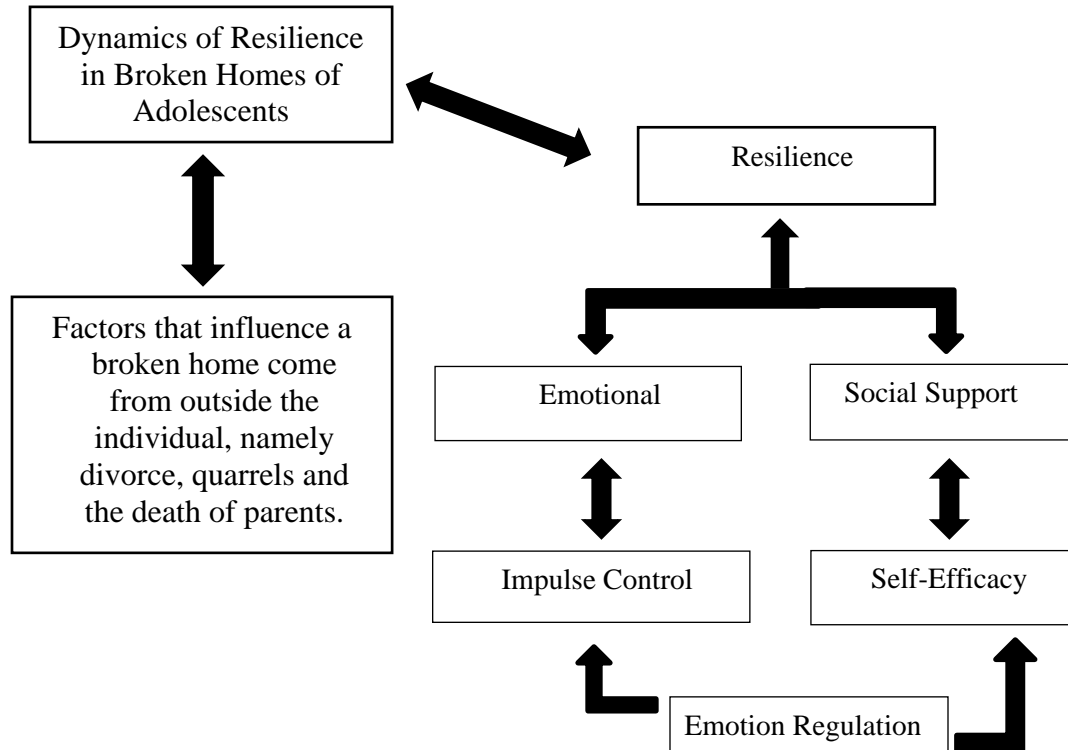 Dynamics of Resilience
in Broken Homes of
Adolescents
Resilience
Factors that influence a
broken home come
from outside the
individual, namely
divorce, quarrels and
the death of parents.
Emotional
Social Support
Impulse Control
Self-Efficacy
Emotion Regulation